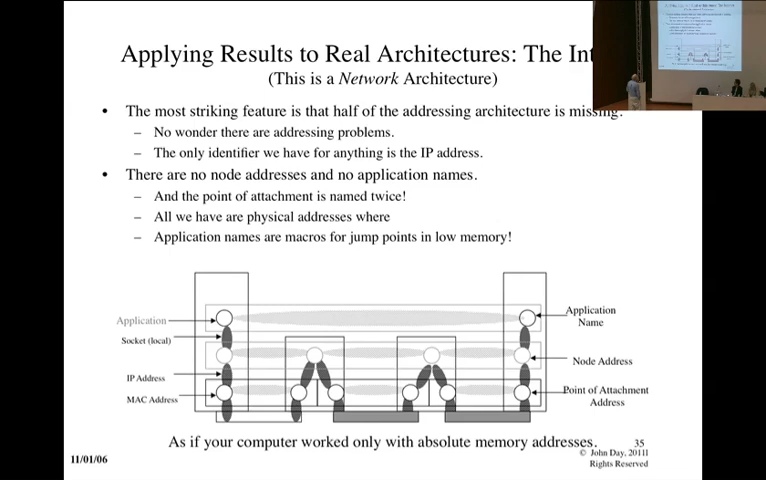 Applying Results to Real Architectures: The Int
(This is a Network Architecture)
• The most striking feature is that half of the addressing architecture is missing.
– No wonder there are addressing problems.
– The only identifier we have for anything is the IP address.
• There are no node addresses and no application names.
– And the point of attachment is named twice!
– All we have are physical addresses where
– Application names are macros for jump points in low memory!
Application
Socket (local)
IP Address
MAC Address
Application
Name
Node Address
Point of Attachment
Address
As if your computer worked only with absolute memory addresses.
35
© John Day, 20111
Rights Reserved
11/01/06